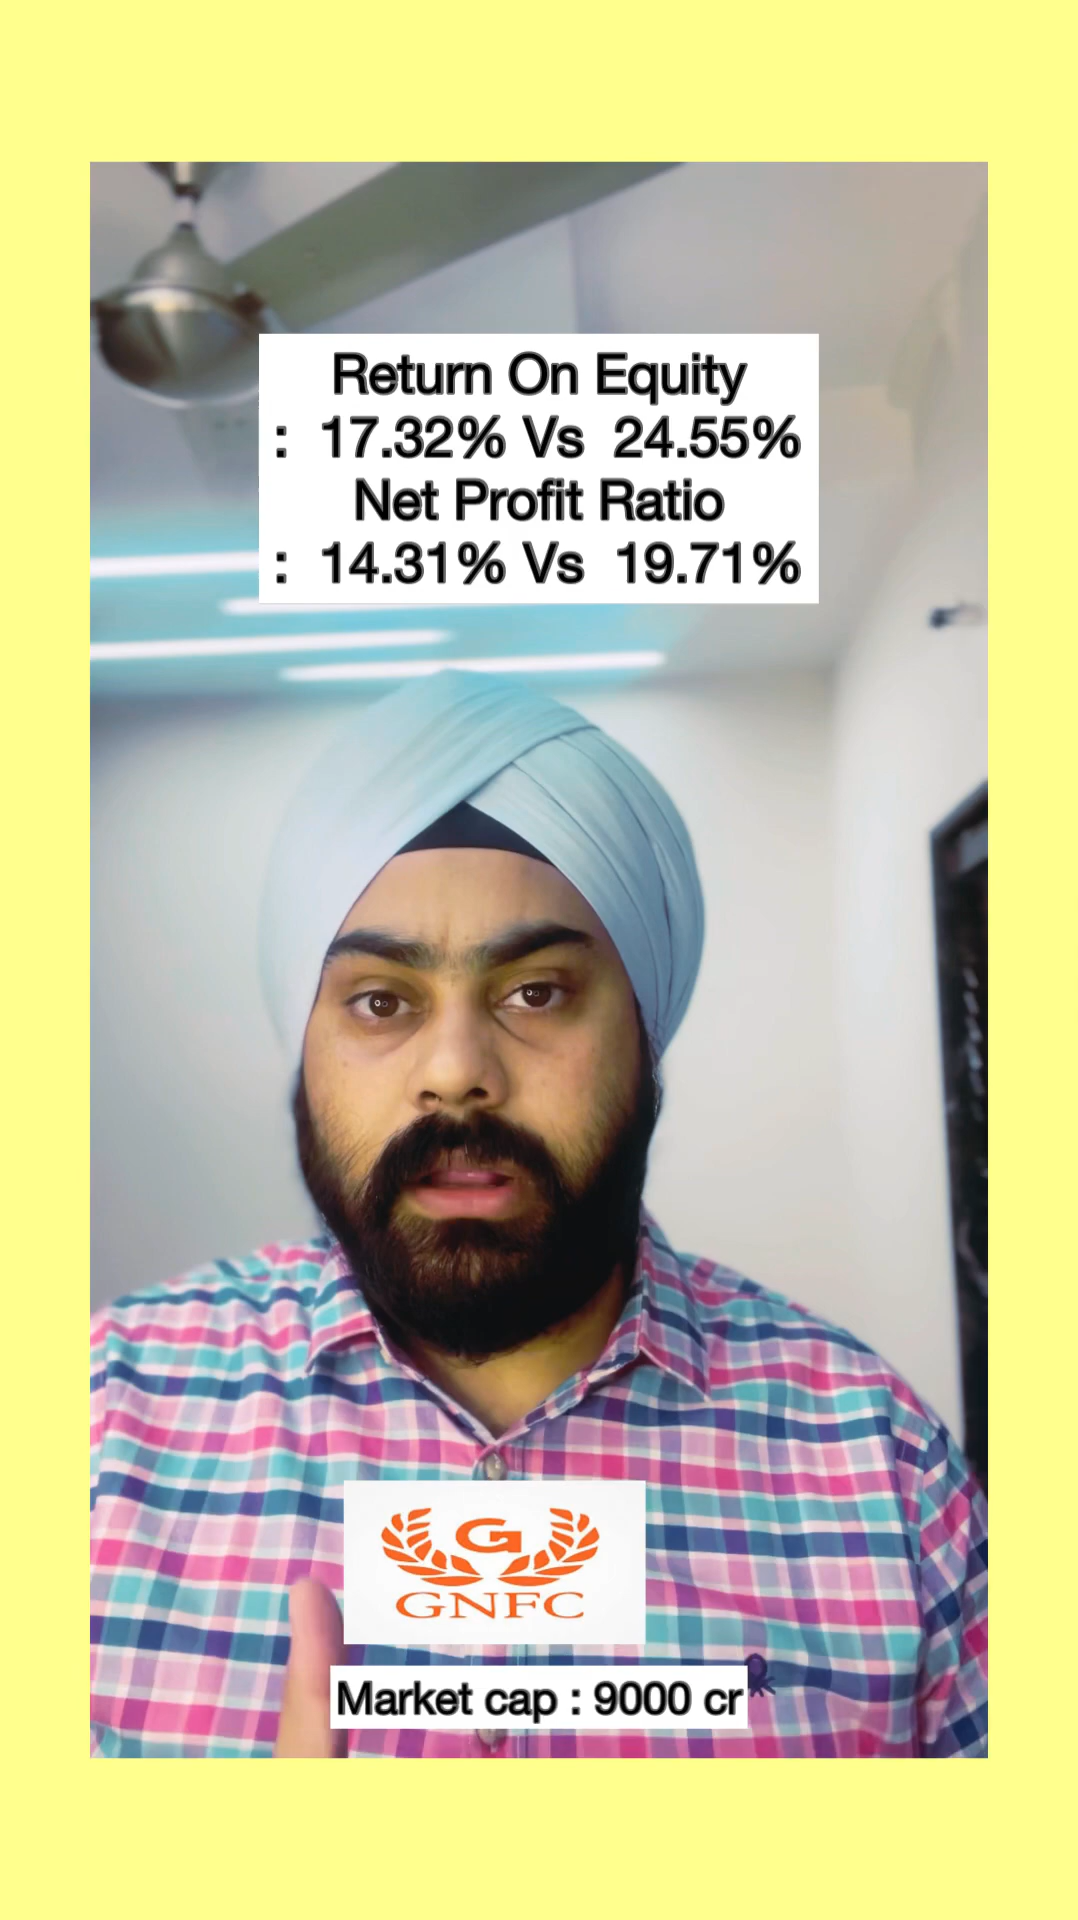 Return On Equity
: 17.32% Vs 24.55%
Net Profit Ratio
: 14.31% Vs 19.71%
G
GNFC
Market cap : 9000 cr